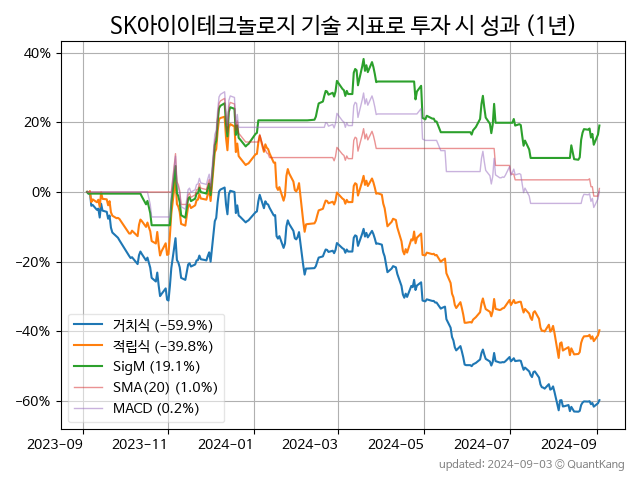 SK아이이테크놀로지 기술 지표로 투자 시 성과 (1년)
40%
20%
0%
−20%
−40%
−60%
거치식 (−59.9%)
적립식 (−39.8%)
SigM (19.1%)
SMA(20) (1.0%)
MACD (0.2%)
2023-09 2023-11 2024-01 2024-03 2024-05 2024-07 2024-09
updated: 2024-09-03 © QuantKang